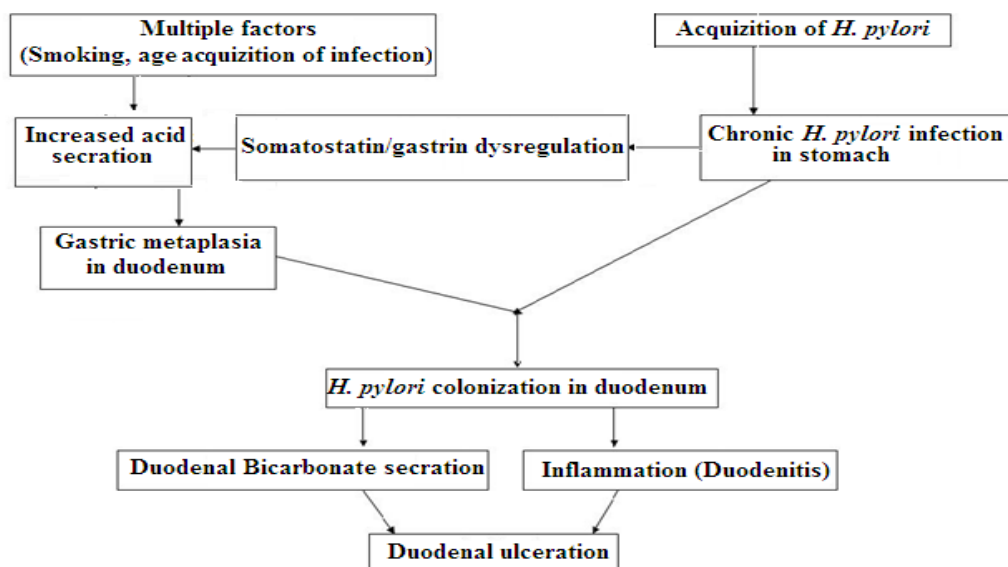 Multiple factors
(Smoking, age acquizition of infection)
Acquizition of H. pylori
Increased acid
secration
Somatostatin/gastrin dysregulation
Chronic H. pylori infection
in stomach
Gastric metaplasia
in duodenum
H. pylori colonization in duodenum
Duodenal Bicarbonate secration
Inflammation (Duodenitis)
Duodenal ulceration